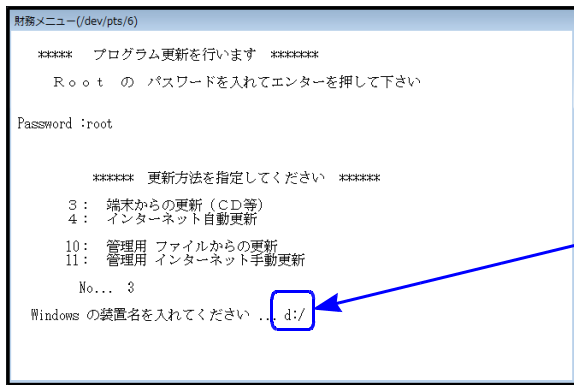 財務メニュー(/dev/pts/6)
***** プログラム更新を行います *******
Ｒｏｏｔ の パスワードを入れてエンターを押して下さい
Password :root
****** 更新方法を指定してください ******
３： 端末からの更新（ＣＤ等）
４： インターネット自動更新
10： 管理用 ファイルからの更新
11： 管理用 インターネット手動更新
No... 3
Windows の装置名を入れてください ... d:/